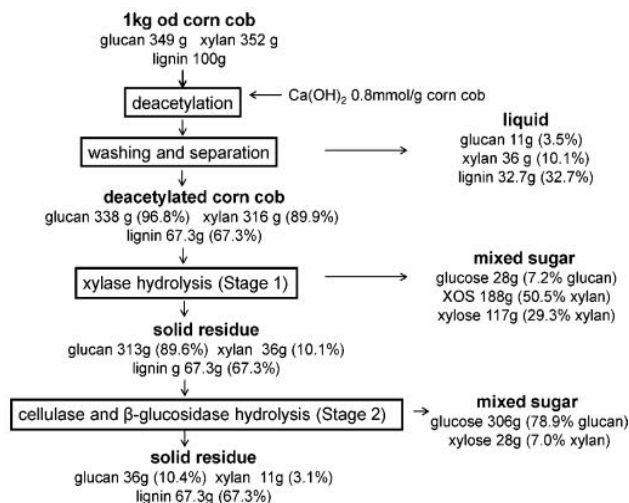 1kg od corn cob
glucan 349 g xylan 352 g
lignin 100g
deacetylation
Ca(OH)2 0.8mmol/g corn cob
washing and separation
liquid
glucan 11g (3.5%)
xylan 36 g (10.1%)
lignin 32.7g (32.7%)
deacetylated corn cob
glucan 338 g (96.8%) xylan 316 g (89.9%)
lignin 67.3g (67.3%)
xylase hydrolysis (Stage 1)
mixed sugar
glucose 28g (7.2% glucan)
XOS 188g (50.5% xylan)
xylose 117g (29.3% xylan)
solid residue
glucan 313g (89.6%) xylan 36g (10.1%)
lignin g 67.3g (67.3%)
cellulase and β-glucosidase hydrolysis (Stage 2)
mixed sugar
glucose 306g (78.9% glucan)
xylose 28g (7.0% xylan)
solid residue
glucan 36g (10.4%) xylan 11g (3.1%)
lignin 67.3g (67.3%)